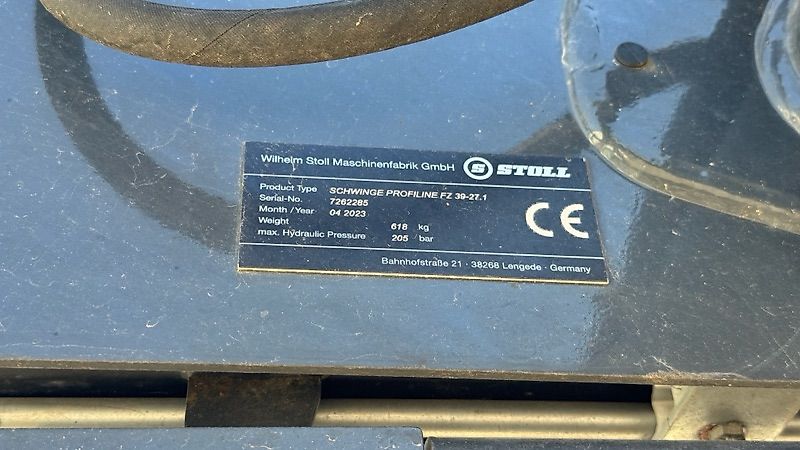 Wilhelm Stoll Maschinenfabrik GmbH S STOLL
Product Type SCHWINGE PROFILINE FZ 39-27.1
Serial-No. 7262285
Month / Year 04 2023
Weight 618 kg
max. Hydraulic Pressure 205 bar
CE
Bahnhofstraße 21 · 38268 Lengede · Germany